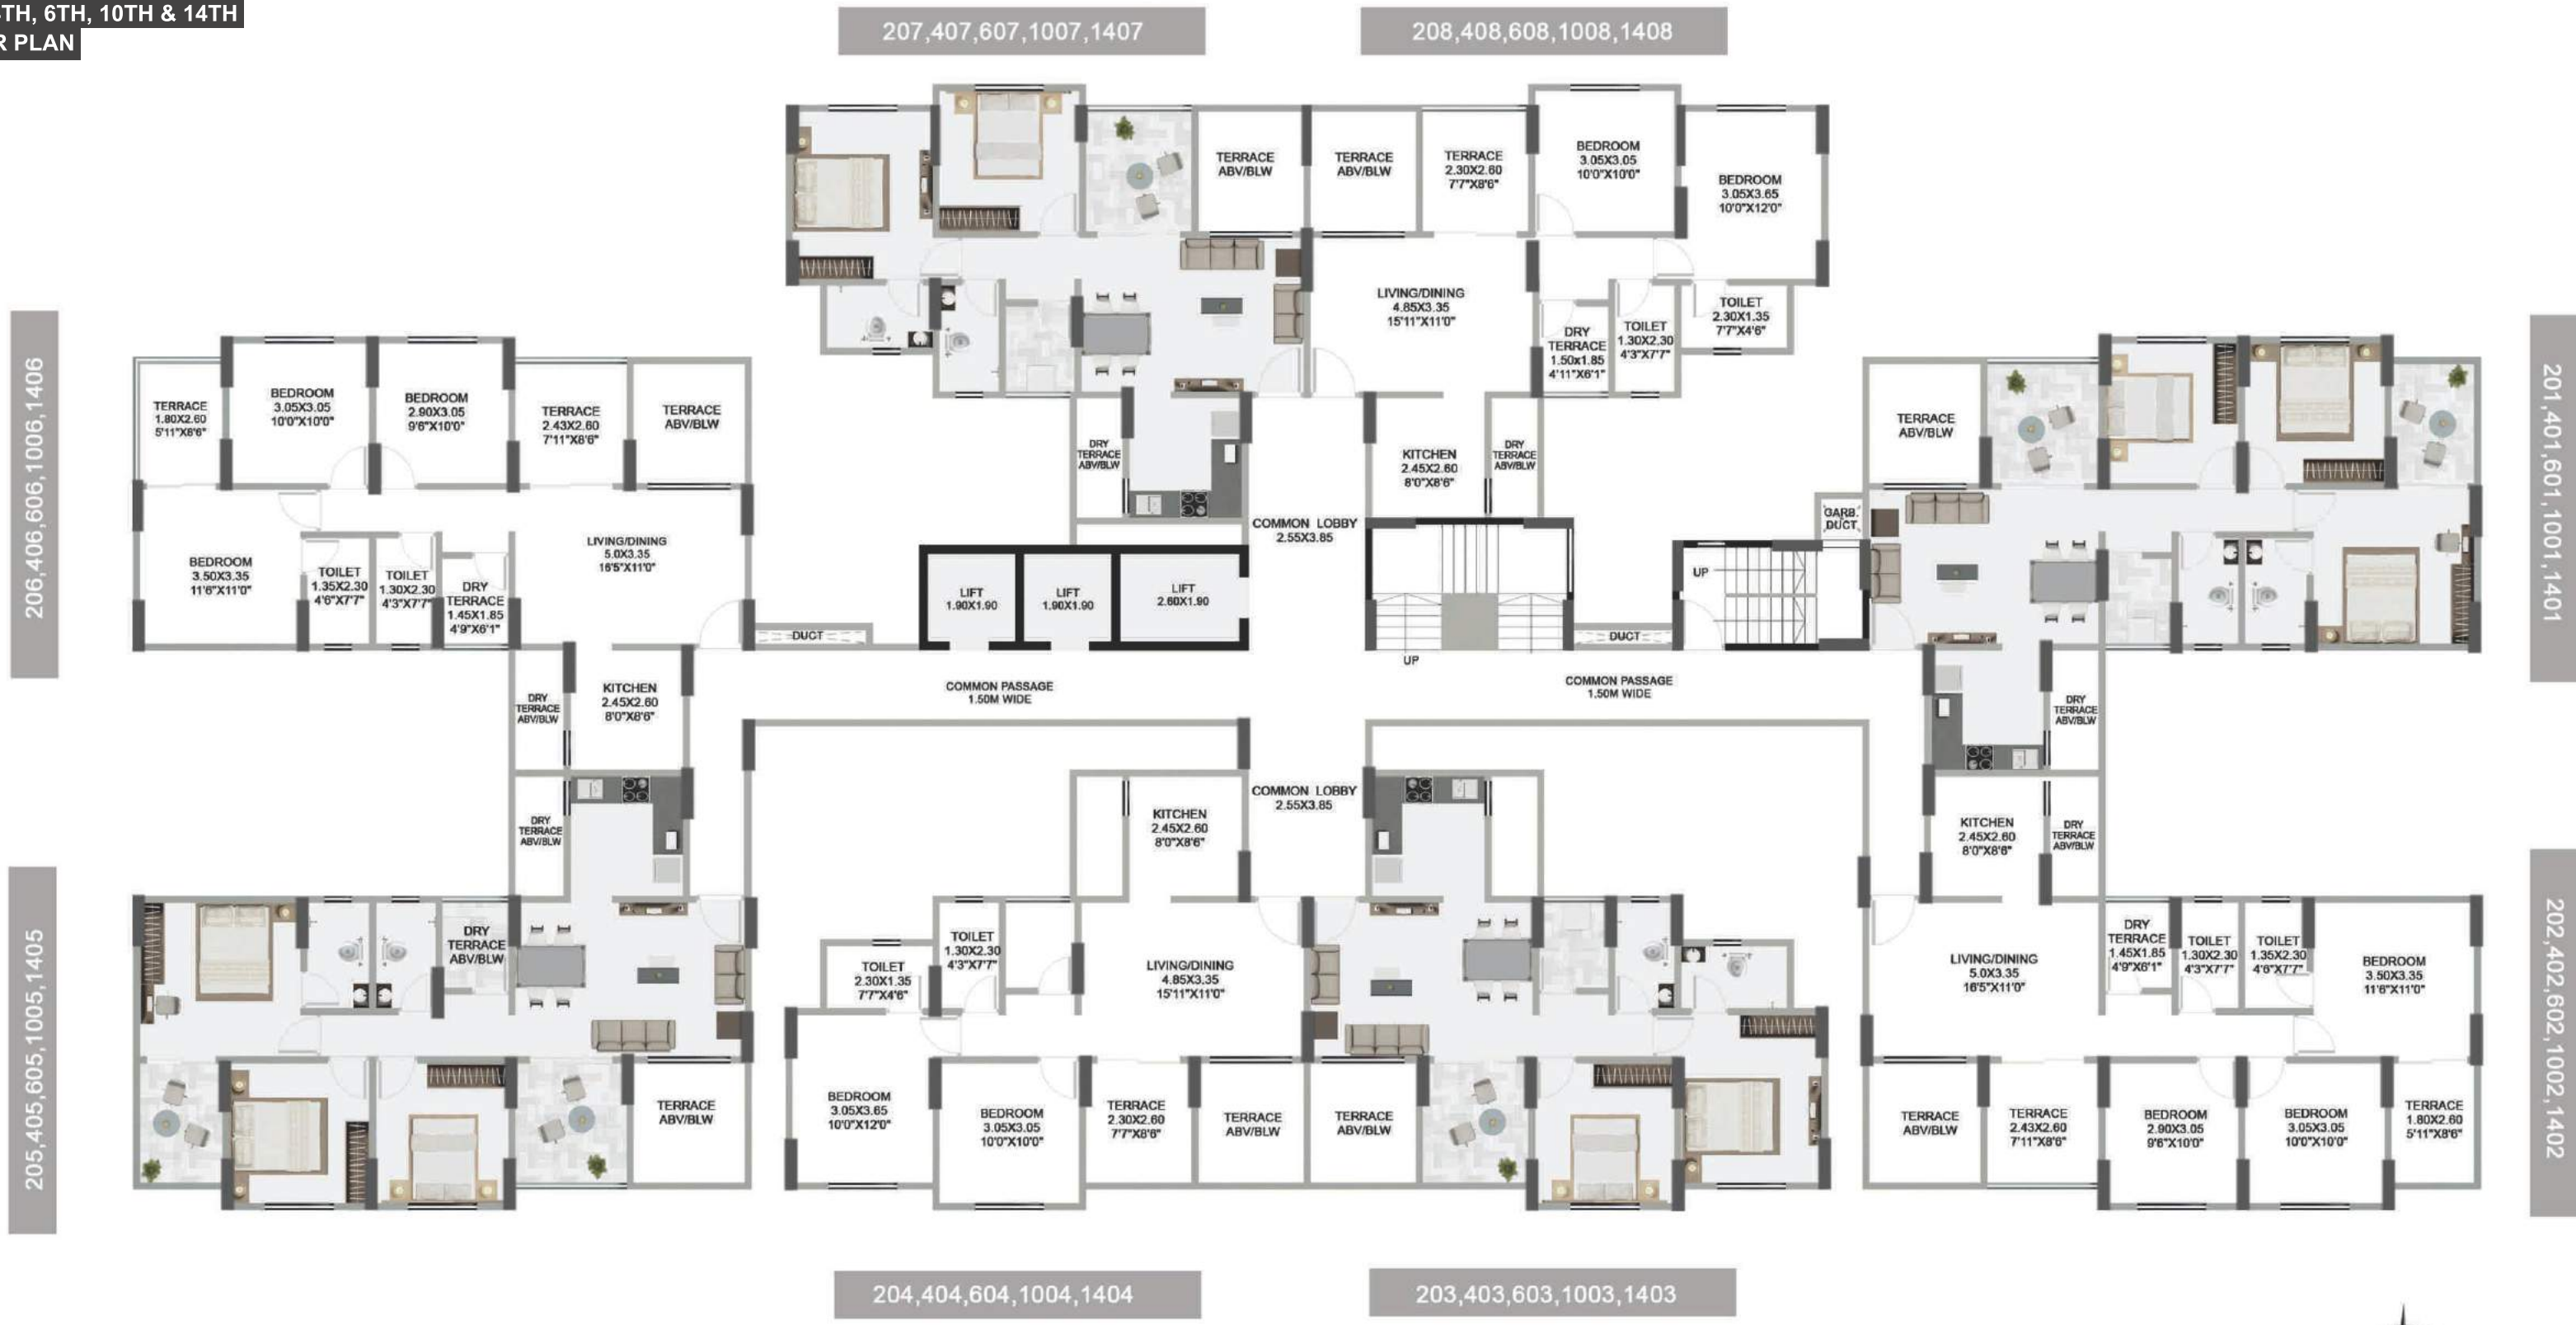 TH, 6TH, 10TH & 14TH
R PLAN
207,407,607,1007,1407
208,408,608,1008,1408
TERRACE
ABV/BLW
TERRACE
ABV/BLW
TERRACE
2.30X2.60
7'7"X8'6"
BEDROOM
3.05X3.05
10'0"X10'0"
BEDROOM
3.05X3.65
10'0"X12'0"
LIVING/DINING
4.85X3.35
15'11"X11'0"
DRY
TERRACE
1.50x1.85
4'11"X6'1"
TOILET
1.30X2.30
4'3"X7'7"
TOILET
2.30X1.35
7'7"X4'6"
DRY
TERRACE
ABV/BLW
KITCHEN
2.45X2.60
8'0"X8'6"
DRY
TERRACE
ABV/BLW
206,406,606,1006,1406
TERRACE
1.80X2.60
5'11"X8'6"
BEDROOM
3.05X3.05
10'0"X10'0"
BEDROOM
2.90X3.05
9'6"X10'0"
TERRACE
2.43X2.60
7'11"X8'6"
TERRACE
ABV/BLW
BEDROOM
3.50X3.35
11'6"X11'0"
TOILET
1.35X2.30
4'6"X7'7"
TOILET
1.30X2.30
4'3"X7'7"
DRY
TERRACE
1.45X1.85
4'9"X6'1"
LIVING/DINING
5.0X3.35
16'5"X11'0"
DRY
TERRACE
ABV/BLW
KITCHEN
2.45X2.60
8'0"X8'6"
DUCT
LIFT
1.90X1.90
LIFT
1.90X1.90
LIFT
2.60X1.90
COMMON LOBBY
2.55X3.85
UP
DUCT
UP
GARB.
DUCT
COMMON PASSAGE
1.50M WIDE
COMMON PASSAGE
1.50M WIDE
201,401,601,1001,1401
TERRACE
ABV/BLW
DRY
TERRACE
ABV/BLW
205,405,605,1005,1405
DRY
TERRACE
ABV/BLW
DRY
TERRACE
ABV/BLW
TERRACE
ABV/BLW
KITCHEN
2.45X2.60
8'0"X8'6"
COMMON LOBBY
2.55X3.85
TOILET
2.30X1.35
7'7"X4'6"
TOILET
1.30X2.30
4'3"X7'7"
LIVING/DINING
4.85X3.35
15'11"X11'0"
BEDROOM
3.05X3.65
10'0"X12'0"
BEDROOM
3.05X3.05
10'0"X10'0"
TERRACE
2.30X2.60
7'7"X8'6"
TERRACE
ABV/BLW
TERRACE
ABV/BLW
KITCHEN
2.45X2.60
8'0"X8'6"
DRY
TERRACE
ABV/BLW
LIVING/DINING
5.0X3.35
16'5"X11'0"
DRY
TERRACE
1.45X1.85
4'9"X6'1"
TOILET
1.30X2.30
4'3"X7'7"
TOILET
1.35X2.30
4'6"X7'7"
BEDROOM
3.50X3.35
11'6"X11'0"
TERRACE
ABV/BLW
TERRACE
2.43X2.60
7'11"X8'6"
BEDROOM
2.90X3.05
9'6"X10'0"
BEDROOM
3.05X3.05
10'0"X10'0"
TERRACE
1.80X2.60
5'11"X8'6"
202,402,602,1002,1402
204,404,604,1004,1404
203,403,603,1003,1403